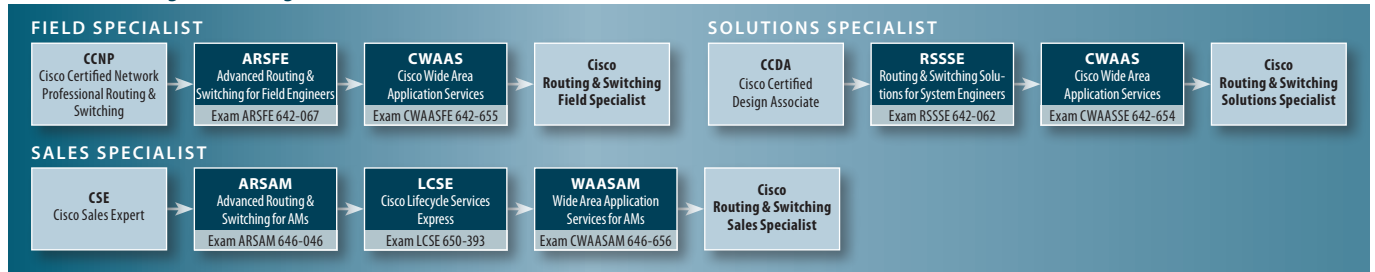 FIELD SPECIALIST
CCNP
Cisco Certified Network
Professional Routing &
Switching
ARSFE
Advanced Routing &
Switching for Field Engineers
Exam ARSFE 642-067
CWAAS
Cisco Wide Area
Application Services
Exam CWAASFE 642-655
Cisco
Routing & Switching
Field Specialist
SOLUTIONS SPECIALIST
CCDA
Cisco Certified
Design Associate
RSSSE
Routing & Switching Solu-
tions for System Engineers
Exam RSSSE 642-062
CWAAS
Cisco Wide Area
Application Services
Exam CWAASSE 642-654
Cisco
Routing & Switching
Solutions Specialist
SALES SPECIALIST
CSE
Cisco Sales Expert
ARSAM
Advanced Routing &
Switching for AMs
Exam ARSAM 646-046
LCSE
Cisco Lifecycle Services
Express
Exam LCSE 650-393
WAASAM
Wide Area Application
Services for AMs
Exam CWAASAM 646-656
Cisco
Routing & Switching
Sales Specialist